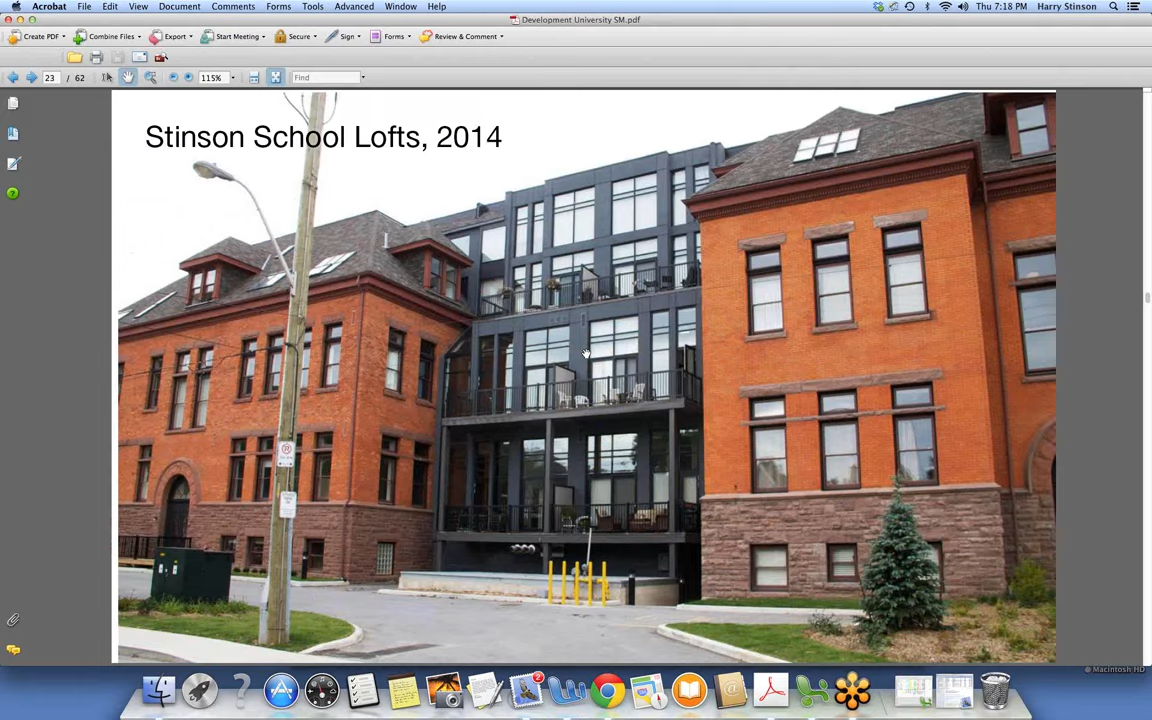 Acrobat File Edit View Document Comments Forms Tools Advanced Window Help Thu 7:18 PM Harry Stinson
Development University SM.pdf
Create PDF Combine Files Export Start Meeting Secure Sign Forms Review & Comment
23 / 62 115% Find
Stinson School Lofts, 2014
2
Macintosh HD